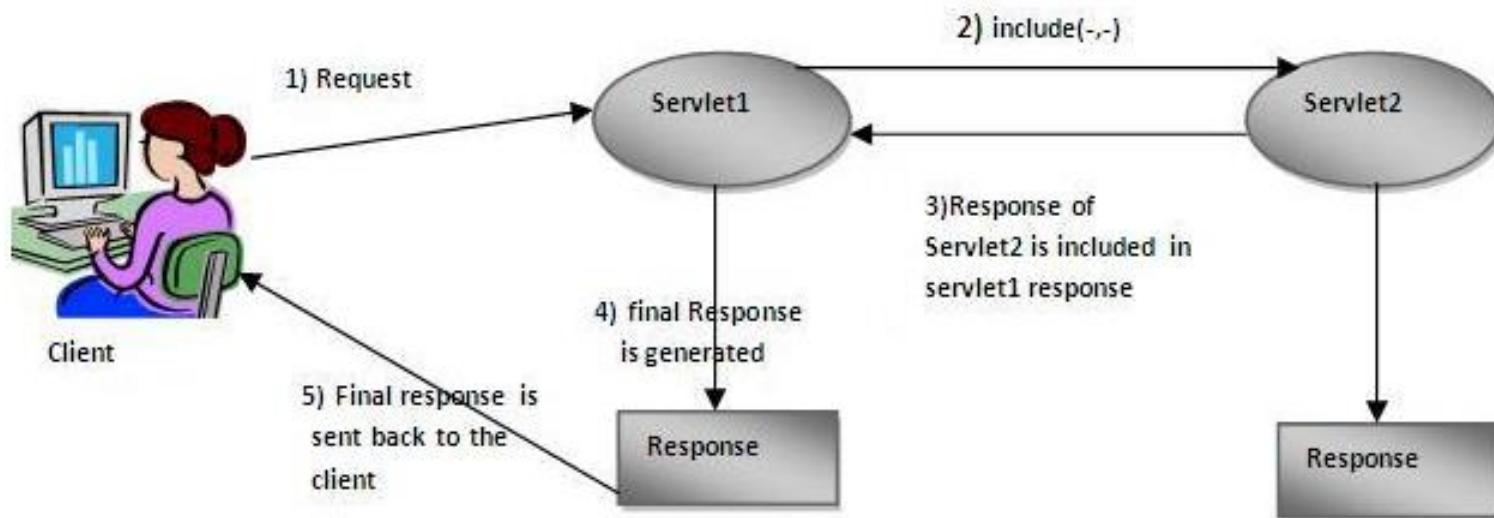 2) include(-,-)
1) Request
Servlet1
Servlet2
3)Response of
Servlet2 is included in
servlet1 response
4) final Response
is generated
Client
5) Final response is
sent back to the
client
Response
Response